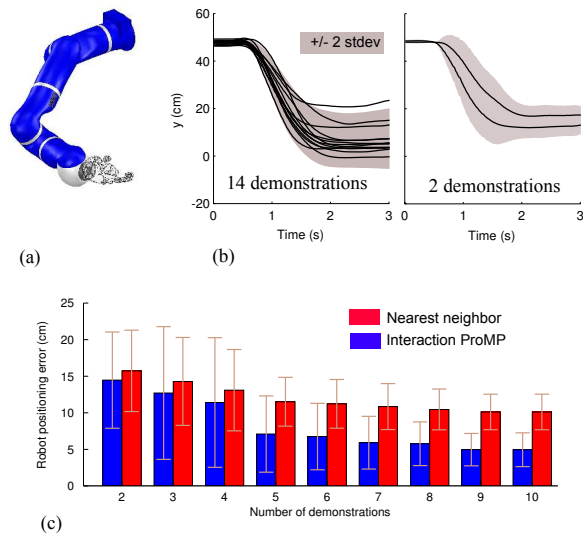 (a)
60
40
20
0
-20
y (cm)
+/- 2 stdev
14 demonstrations
0 1 2 3
Time (s)
2 demonstrations
0 1 2 3
Time (s)
(b)
25
20
15
10
5
0
Robot positioning error (cm)
Nearest neighbor
Interaction ProMP
2 3 4 5 6 7 8 9 10
Number of demonstrations
(c)